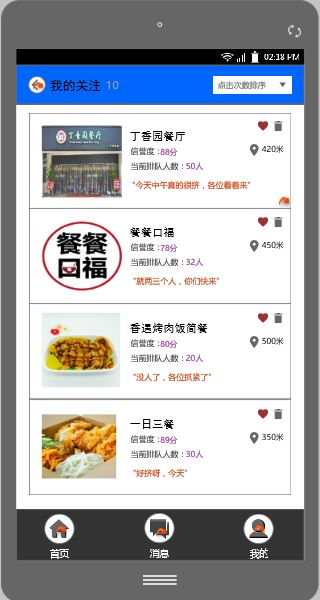 02:18 PM
我的关注 10
点击次数排序
丁香园餐厅
丁香园餐厅
信誉度：88分
420米
当前排队人数：50人
“今天中午真的很挤，各位看着来”
餐餐口福
餐餐
口福
信誉度：78分
450米
当前排队人数：32人
“就两三个人，你们快来”
香遇烤肉饭简餐
信誉度：80分
500米
当前排队人数：20人
“没人了，各位抓紧了”
一日三餐
信誉度：89分
350米
当前排队人数：30人
“好挤呀，今天”
首页
消息
我的